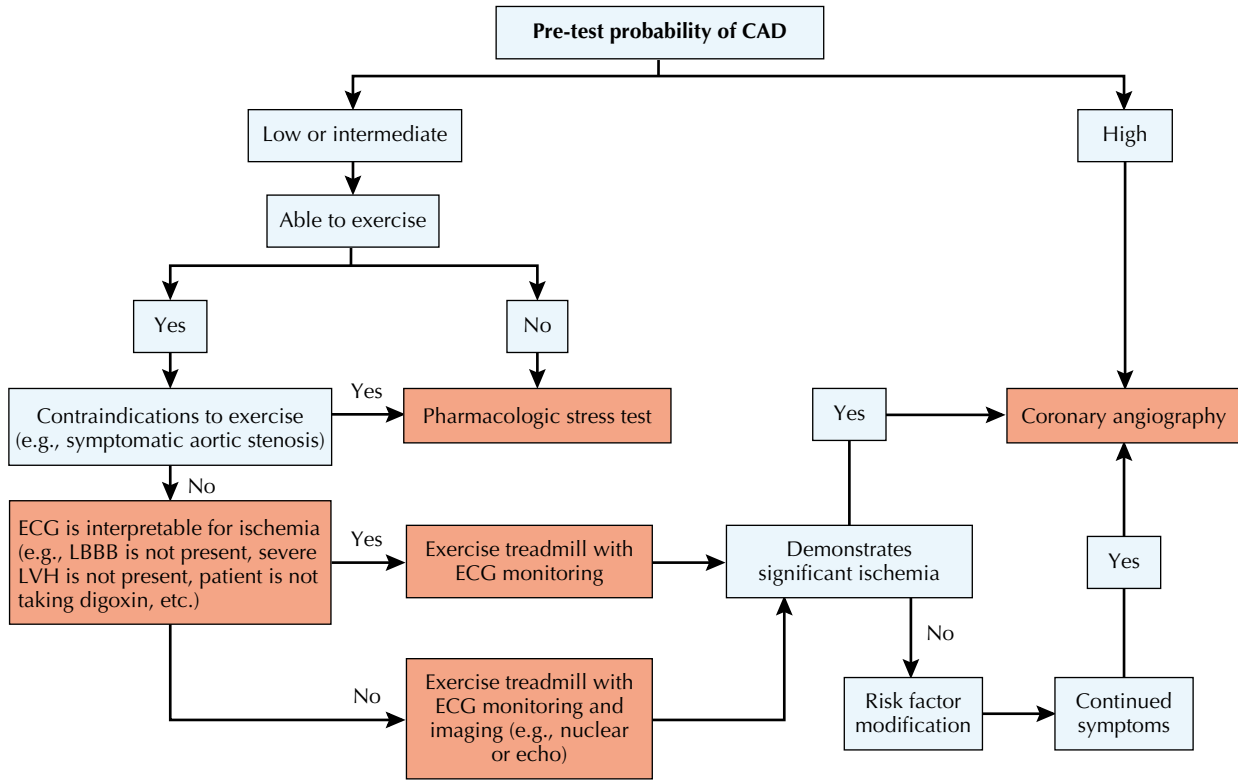 Pre-test probability of CAD
Low or intermediate
High
Able to exercise
Yes
No
Contraindications to exercise
(e.g., symptomatic aortic stenosis)
Yes
Pharmacologic stress test
Yes
Coronary angiography
No
ECG is interpretable for ischemia
(e.g., LBBB is not present, severe
LVH is not present, patient is not
taking digoxin, etc.)
Yes
Exercise treadmill with
ECG monitoring
Demonstrates
significant ischemia
Yes
No
No
Exercise treadmill with
ECG monitoring and
imaging (e.g., nuclear
or echo)
Risk factor
modification
Continued
symptoms